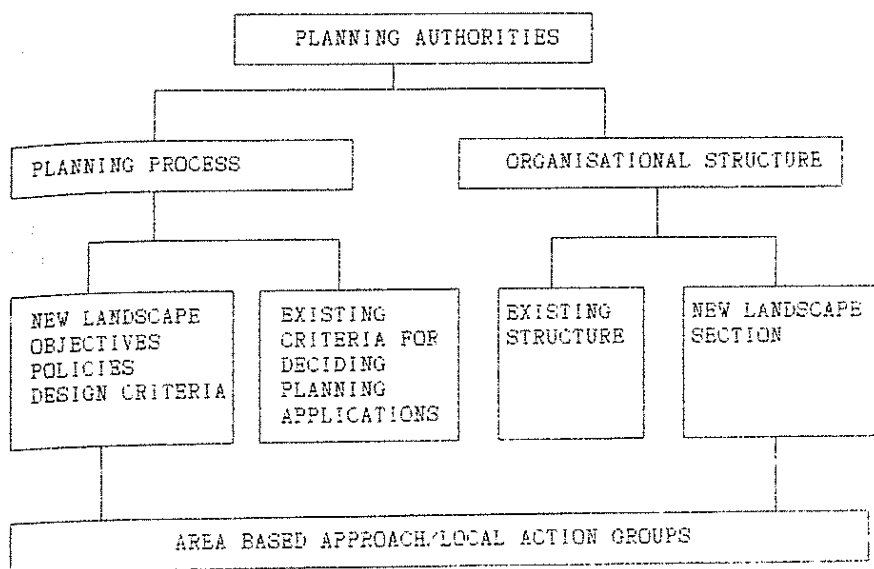 PLANNING AUTHORITIES
PLANNING PROCESS
ORGANISATIONAL STRUCTURE
NEW LANDSCAPE
OBJECTIVES
POLICIES
DESIGN CRITERIA
EXISTING
CRITERIA FOR
DECIDING
PLANNING
APPLICATIONS
EXISTING
STRUCTURE
NEW LANDSCAPE
SECTION
AREA BASED APPROACH/LOCAL ACTION GROUPS